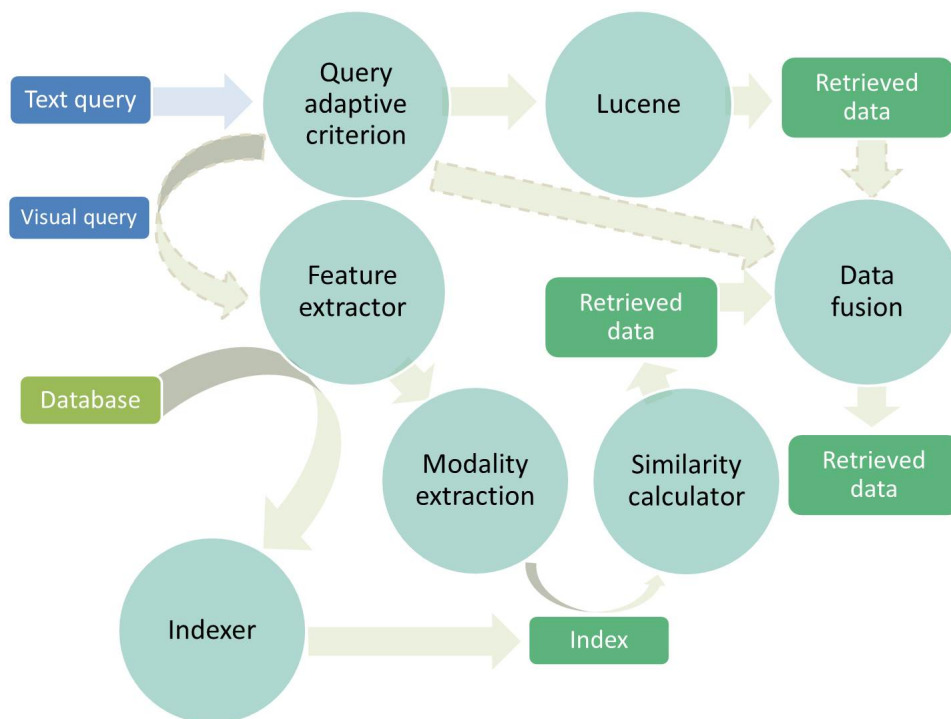 Text query
Query
adaptive
criterion
Lucene
Retrieved
data
Visual query
Feature
extractor
Retrieved
data
Data
fusion
Database
Modality
extraction
Similarity
calculator
Retrieved
data
Indexer
Index